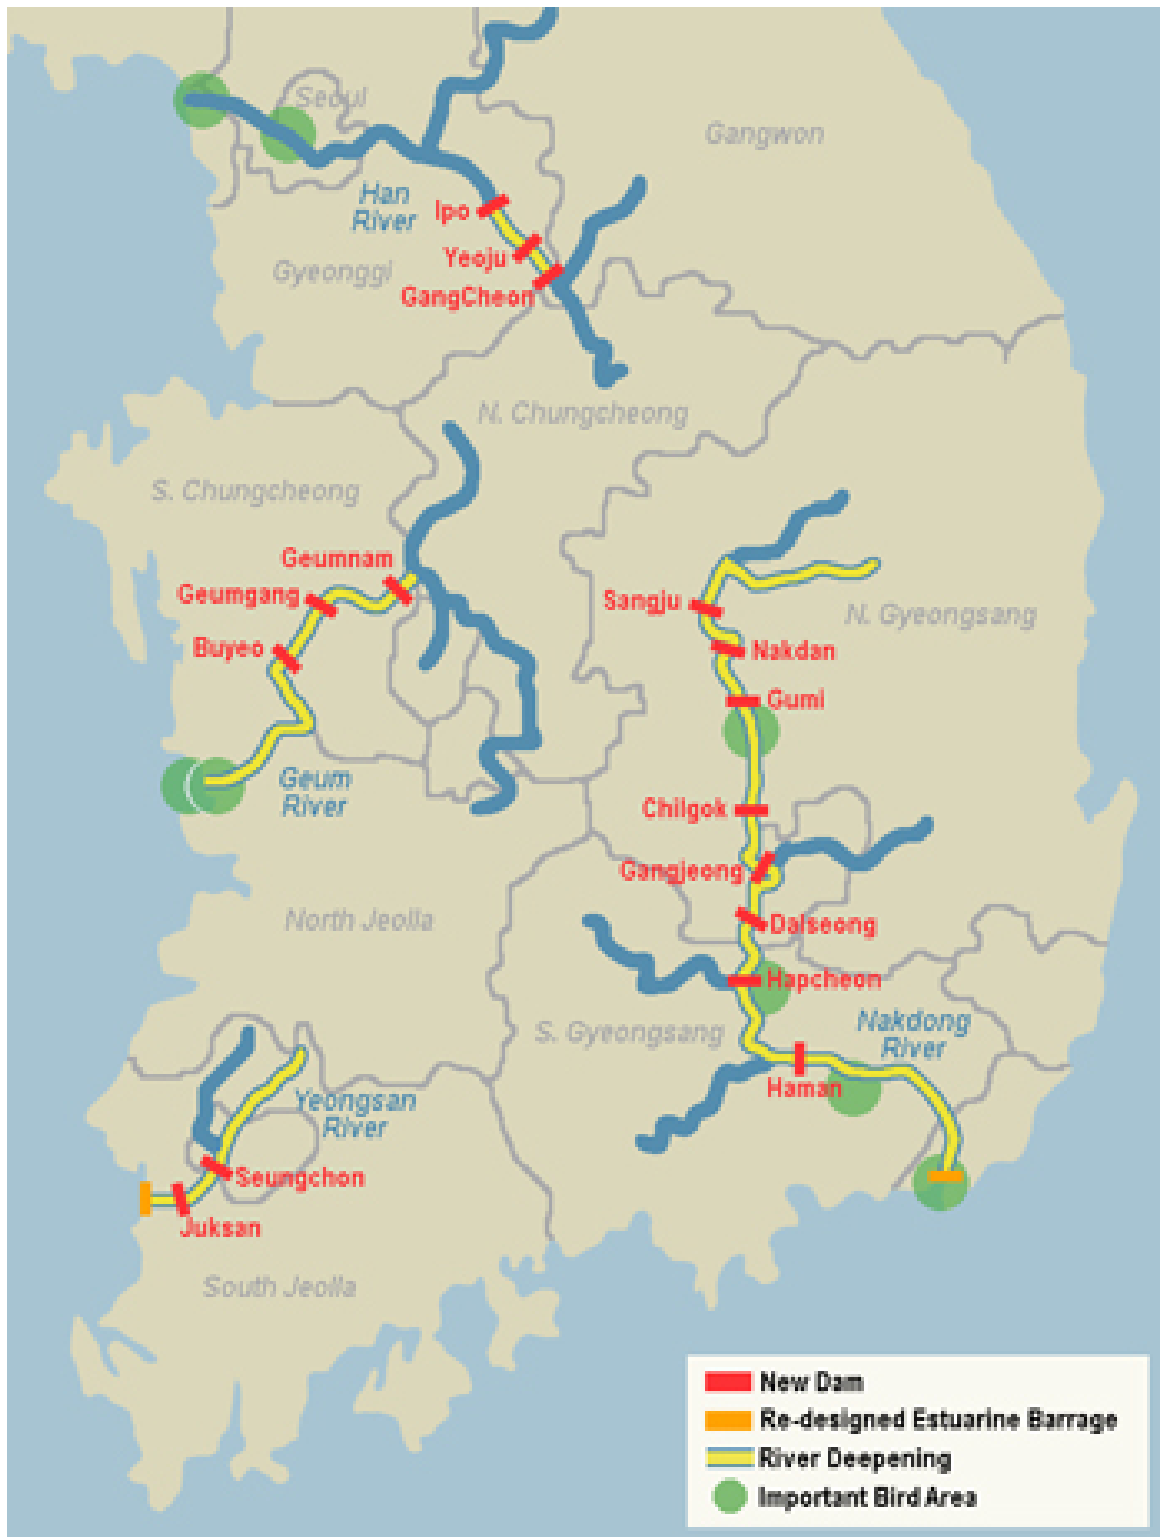 Seoul
Gangwon
Han
River
Ipo
Yeoju
Gyeonggi
GangCheon
N. Chungcheong
S. Chungcheong
Geumnam
Geumgang
Sangju
N. Gyeongsang
Buyeo
Nakdan
Gumi
Geum
River
Chilgok
Gangjeong
North Jeolla
Dalseong
Hapcheon
S. Gyeongsang
Nakdong
River
Haman
Yeongsan
River
Seungchon
Juksan
South Jeolla
New Dam
Re-designed Estuarine Barrage
River Deepening
Important Bird Area